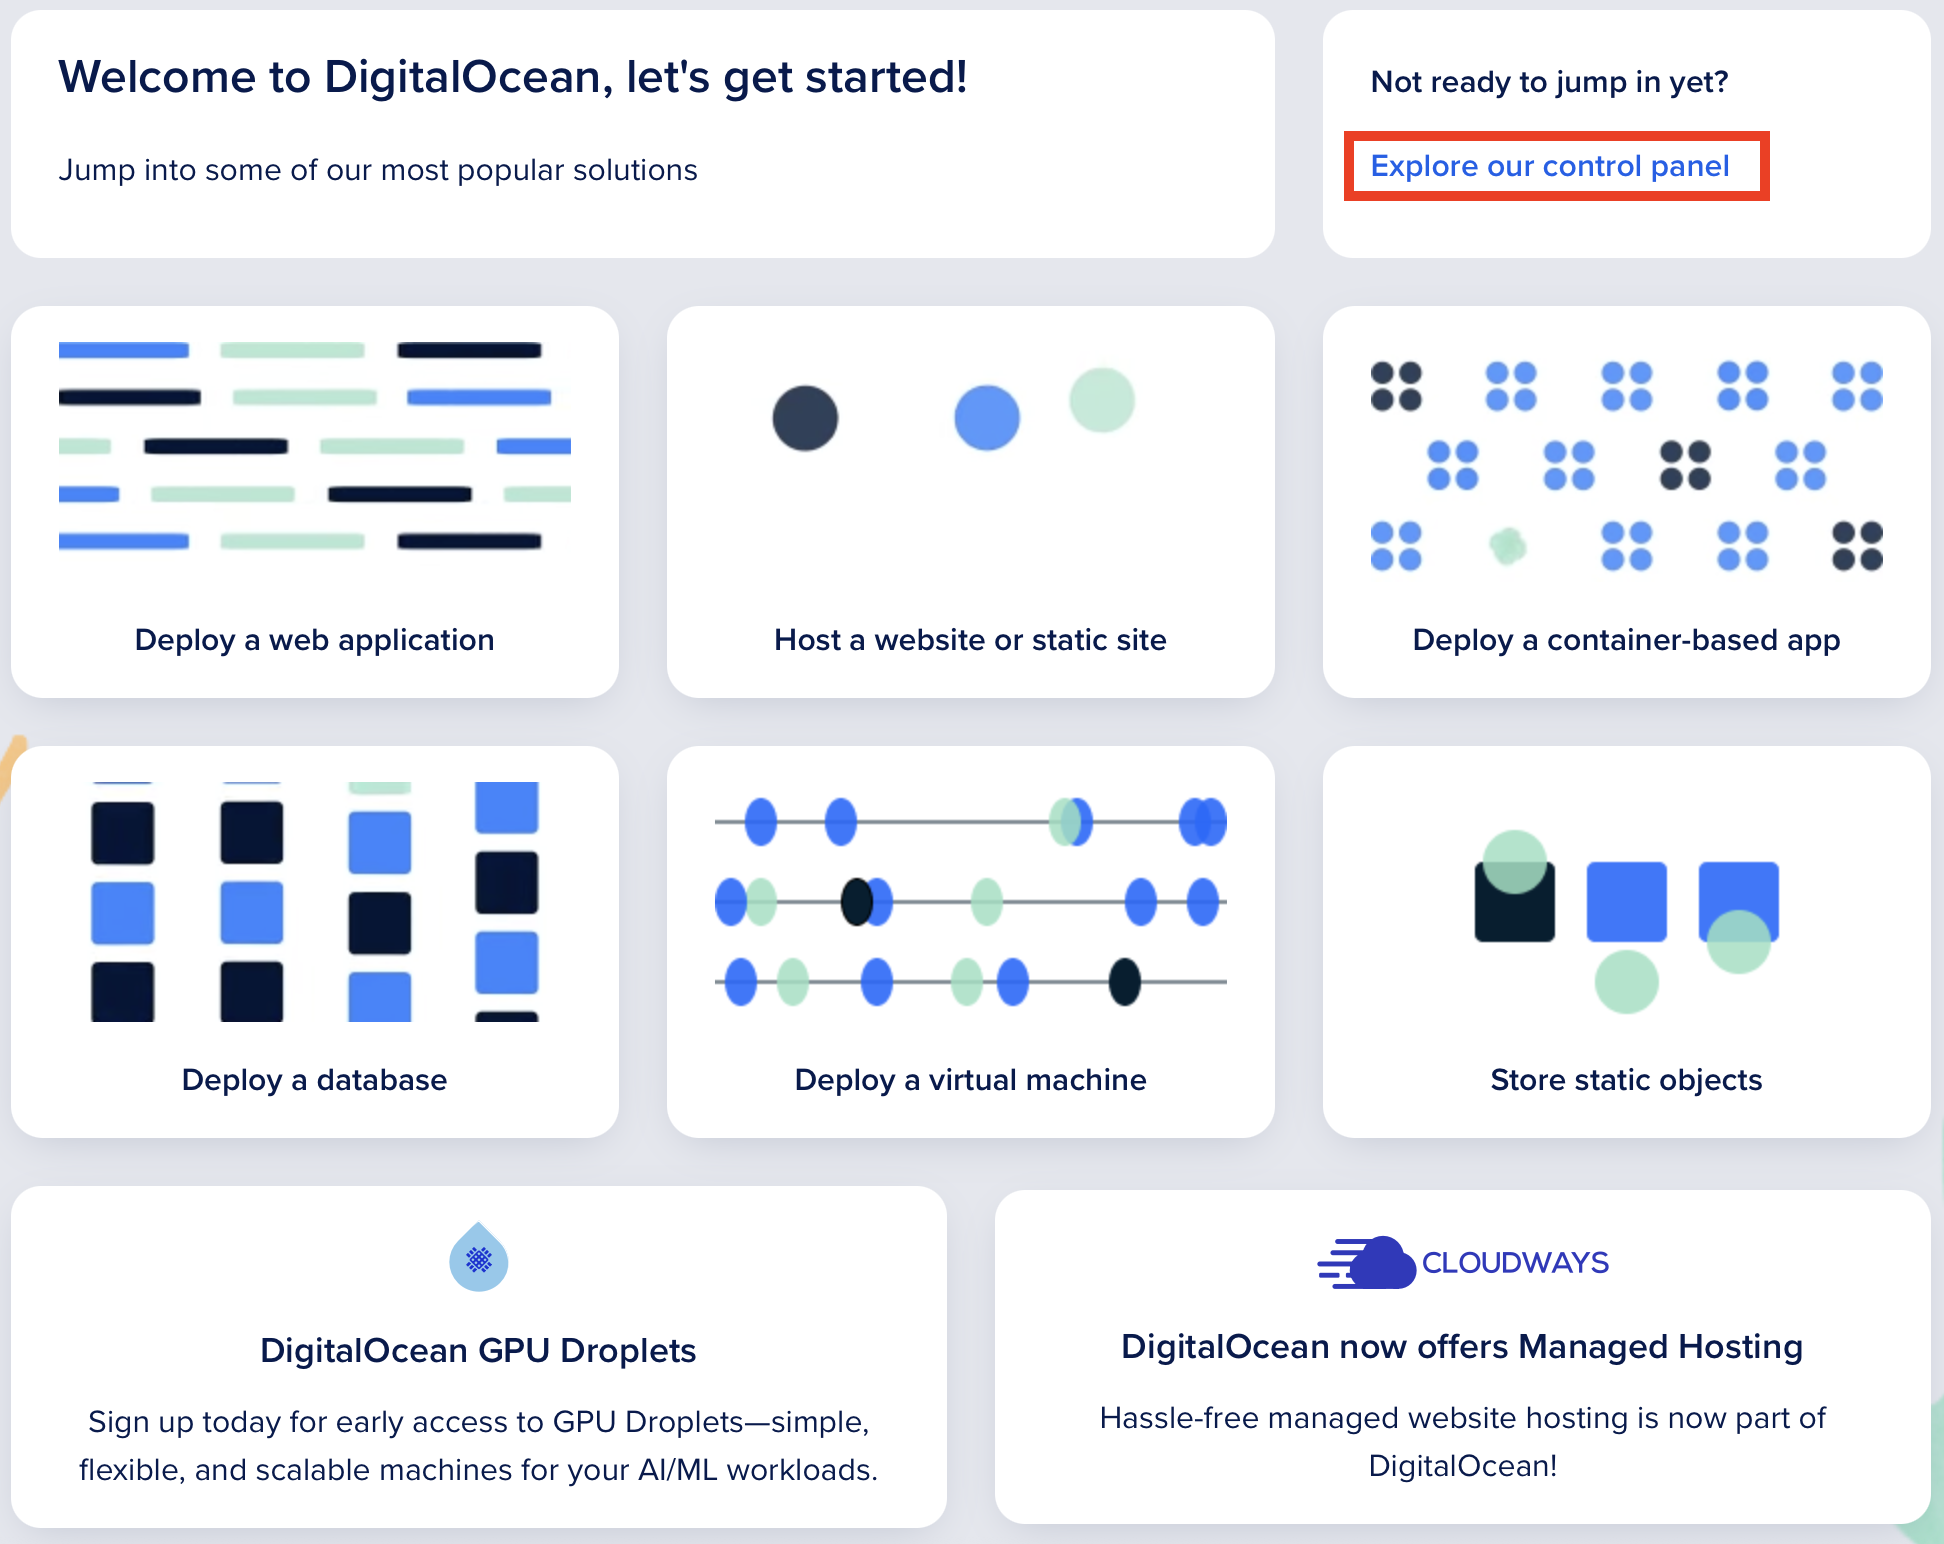 Welcome to DigitalOcean, let's get started!
Jump into some of our most popular solutions
Not ready to jump in yet?
Explore our control panel
Deploy a web application
Host a website or static site
Deploy a container-based app
Deploy a database
Deploy a virtual machine
Store static objects
DigitalOcean GPU Droplets
Sign up today for early access to GPU Droplets—simple,
flexible, and scalable machines for your AI/ML workloads.
CLOUDWAYS
DigitalOcean now offers Managed Hosting
Hassle-free managed website hosting is now part of
DigitalOcean!